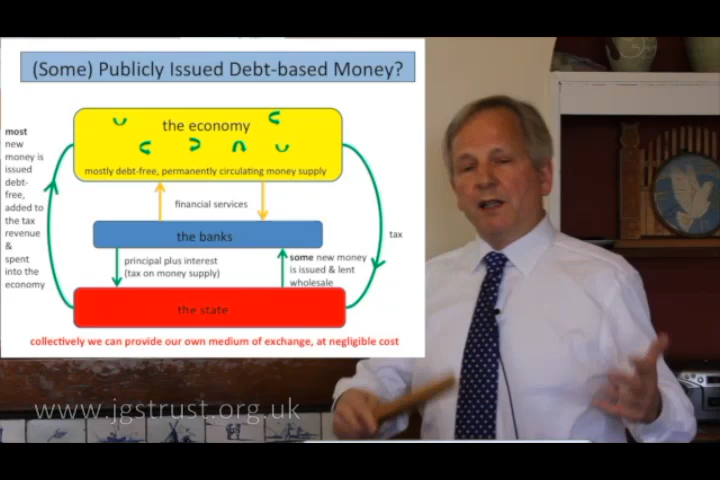 (Some) Publicly Issued Debt-based Money?
most
new
money is
issued
debt-
free,
added to
the tax
revenue
&
spent
into the
economy
the economy
mostly debt-free, permanently circulating money supply
financial services
the banks
principal plus interest
(tax on money supply)
some new money
is issued & lent
wholesale
tax
the state
collectively we can provide our own medium of exchange, at negligible cost
www.jgstrust.org.uk